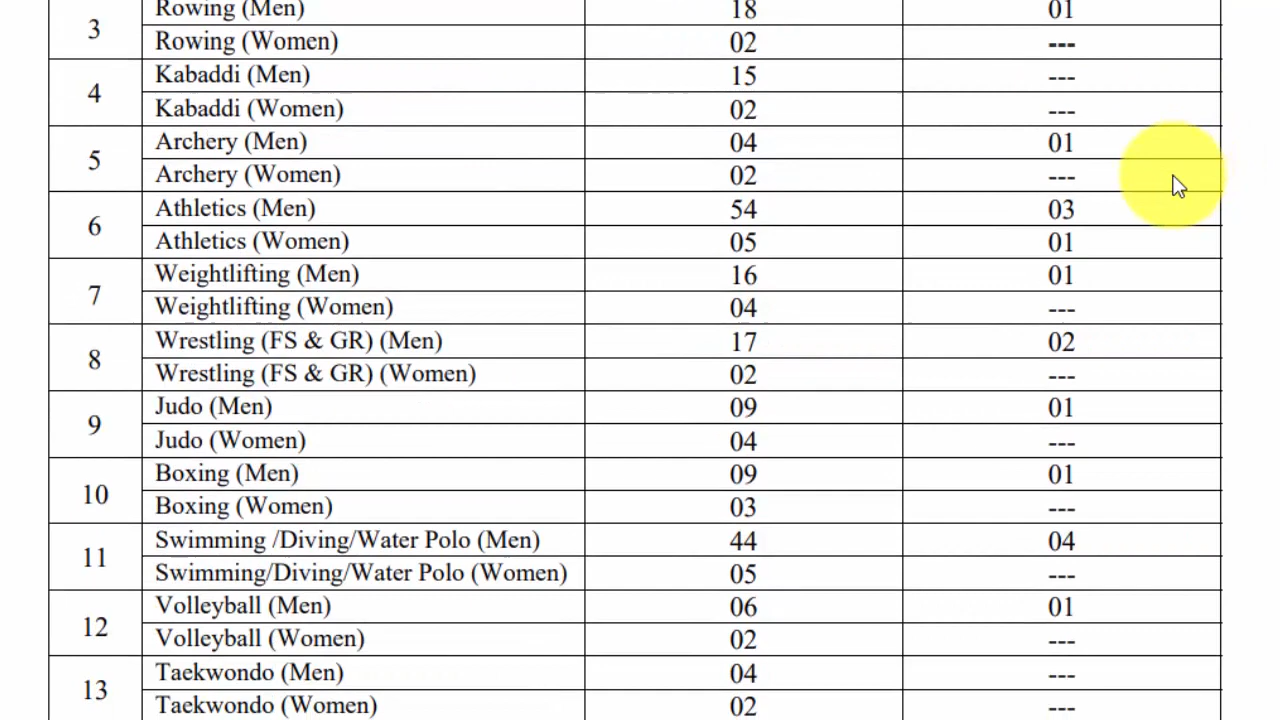 3 Rowing (Men) 18 01
Rowing (Women) 02 ---
4 Kabaddi (Men) 15 ---
Kabaddi (Women) 02 ---
5 Archery (Men) 04 01
Archery (Women) 02 ---
6 Athletics (Men) 54 03
Athletics (Women) 05 01
7 Weightlifting (Men) 16 01
Weightlifting (Women) 04 ---
8 Wrestling (FS & GR) (Men) 17 02
Wrestling (FS & GR) (Women) 02 ---
9 Judo (Men) 09 01
Judo (Women) 04 ---
10 Boxing (Men) 09 01
Boxing (Women) 03 ---
11 Swimming /Diving/Water Polo (Men) 44 04
Swimming/Diving/Water Polo (Women) 05 ---
12 Volleyball (Men) 06 01
Volleyball (Women) 02 ---
13 Taekwondo (Men) 04 ---
Taekwondo (Women) 02 ---